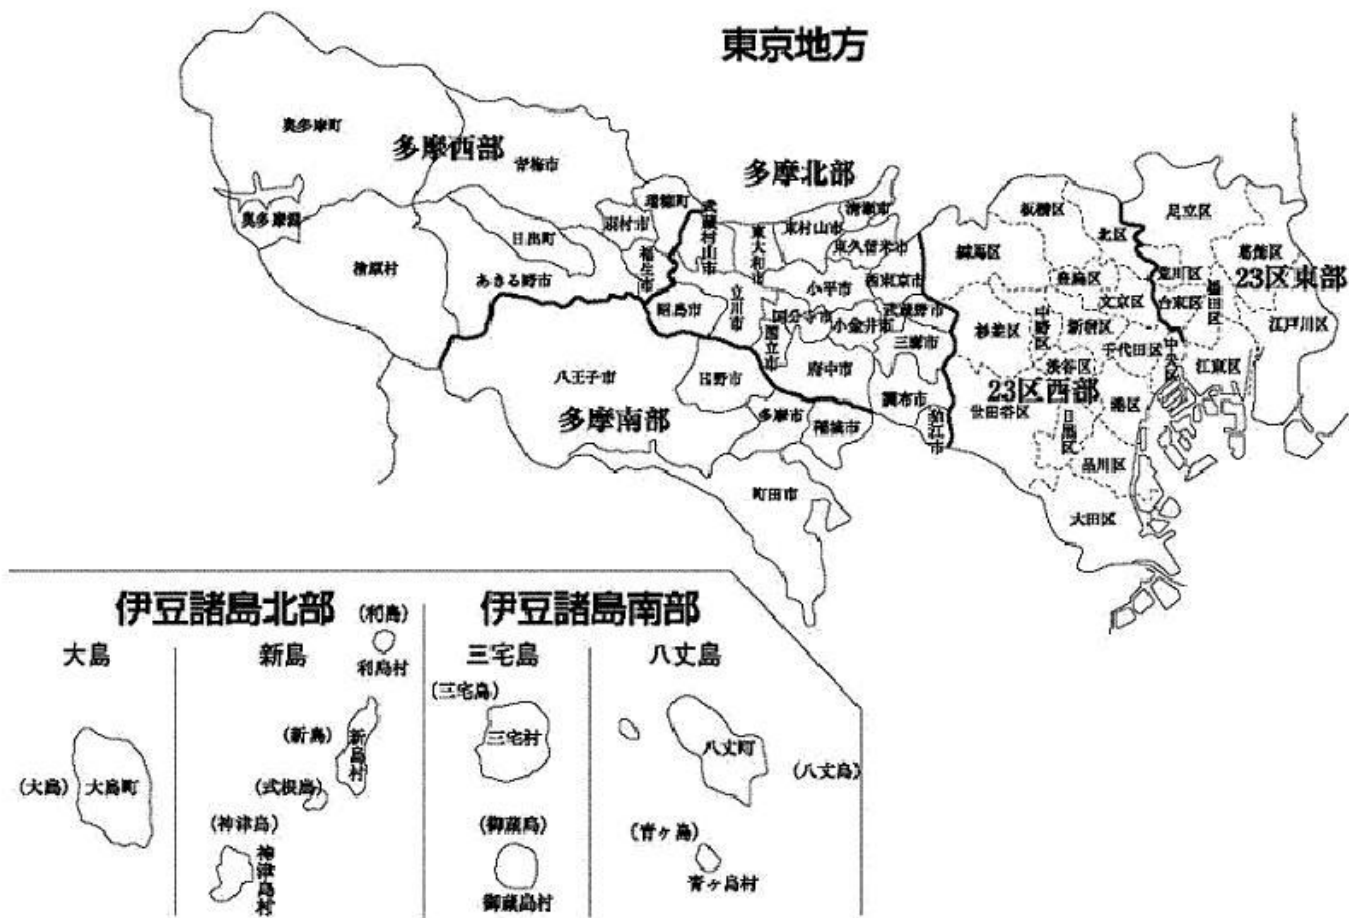 東京地方
多摩西部
多摩北部
奥多摩町
青梅市
瑞穂町
羽村市
武蔵村山市
奥多摩湖
日出町
檜原村
あきる野市
福生市
東大和市
東村山市
清瀬市
東久留米市
昭島市
立川市
小平市
西東京市
国分寺市
小金井市
武蔵野市
国立市
三鷹市
府中市
調布市
狛江市
八王子市
多摩南部
日野市
多摩市
稲城市
町田市
板橋区
北区
足立区
練馬区
豊島区
荒川区
葛飾区
23区東部
文京区
台東区
墨田区
江戸川区
杉並区
中野区
新宿区
千代田区
渋谷区
中央区
江東区
23区西部
世田谷区
目黒区
港区
品川区
大田区
伊豆諸島北部
大島
新島
(利島)
利島村
(新島)
新島村
(式根島)
(大島)
大島町
(神津島)
神津島村
伊豆諸島南部
三宅島
八丈島
(三宅島)
三宅村
八丈町
(八丈島)
(御蔵島)
御蔵島村
(青ヶ島)
青ヶ島村